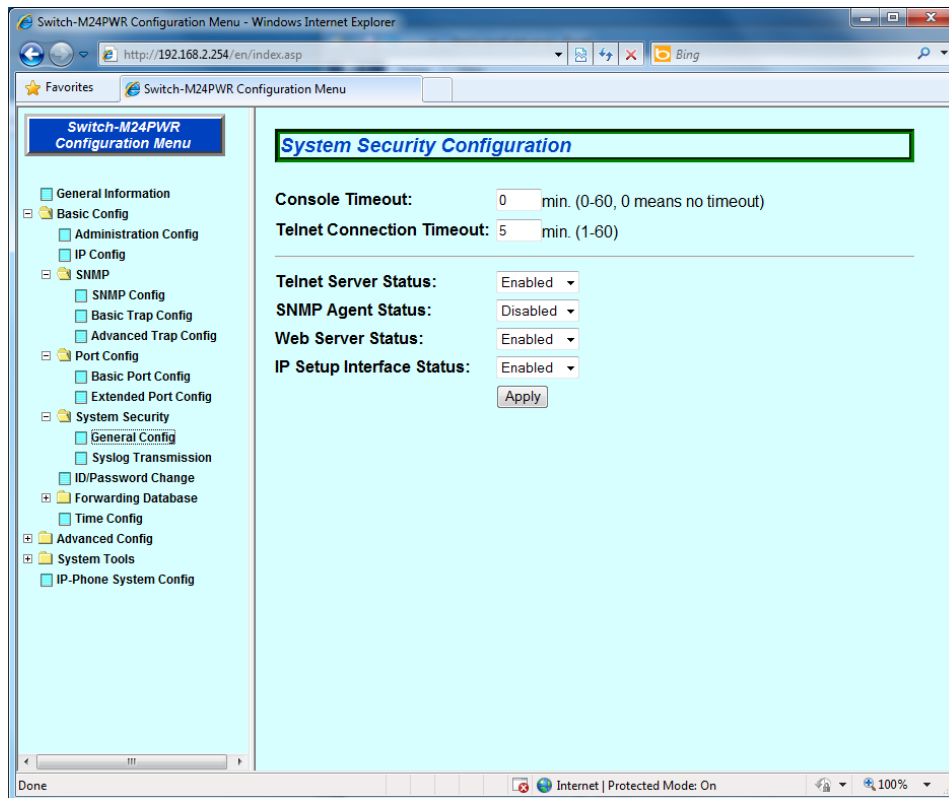 Switch-M24PWR Configuration Menu - Windows Internet Explorer
http://192.168.2.254/en/index.asp
Bing
Favorites
Switch-M24PWR Configuration Menu
Switch-M24PWR
Configuration Menu
General Information
Basic Config
Administration Config
IP Config
SNMP
SNMP Config
Basic Trap Config
Advanced Trap Config
Port Config
Basic Port Config
Extended Port Config
System Security
General Config
Syslog Transmission
ID/Password Change
Forwarding Database
Time Config
Advanced Config
System Tools
IP-Phone System Config
System Security Configuration
Console Timeout: 0 min. (0-60, 0 means no timeout)
Telnet Connection Timeout: 5 min. (1-60)
Telnet Server Status: Enabled
SNMP Agent Status: Disabled
Web Server Status: Enabled
IP Setup Interface Status: Enabled
Apply
Done
Internet | Protected Mode: On
100%